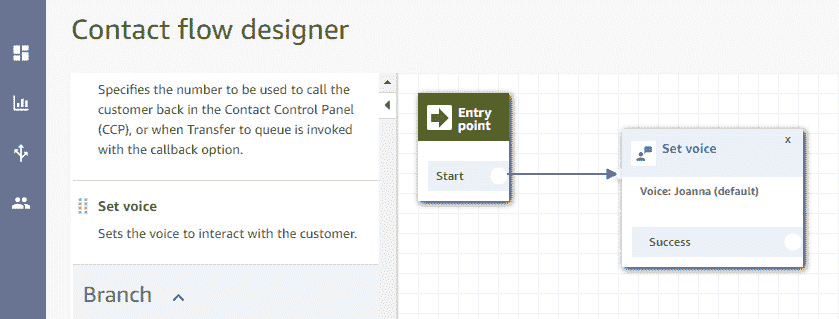 Contact flow designer
Specifies the number to be used to call the
customer back in the Contact Control Panel
(CCP), or when Transfer to queue is invoked
with the callback option.
Set voice
Sets the voice to interact with the customer.
Branch
Entry
point
Start
x
Set voice
Voice: Joanna (default)
Success